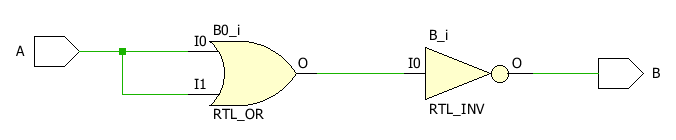 B0_i
A
I0
I1
O
RTL_OR
B_i
I0
O
RTL_INV
B